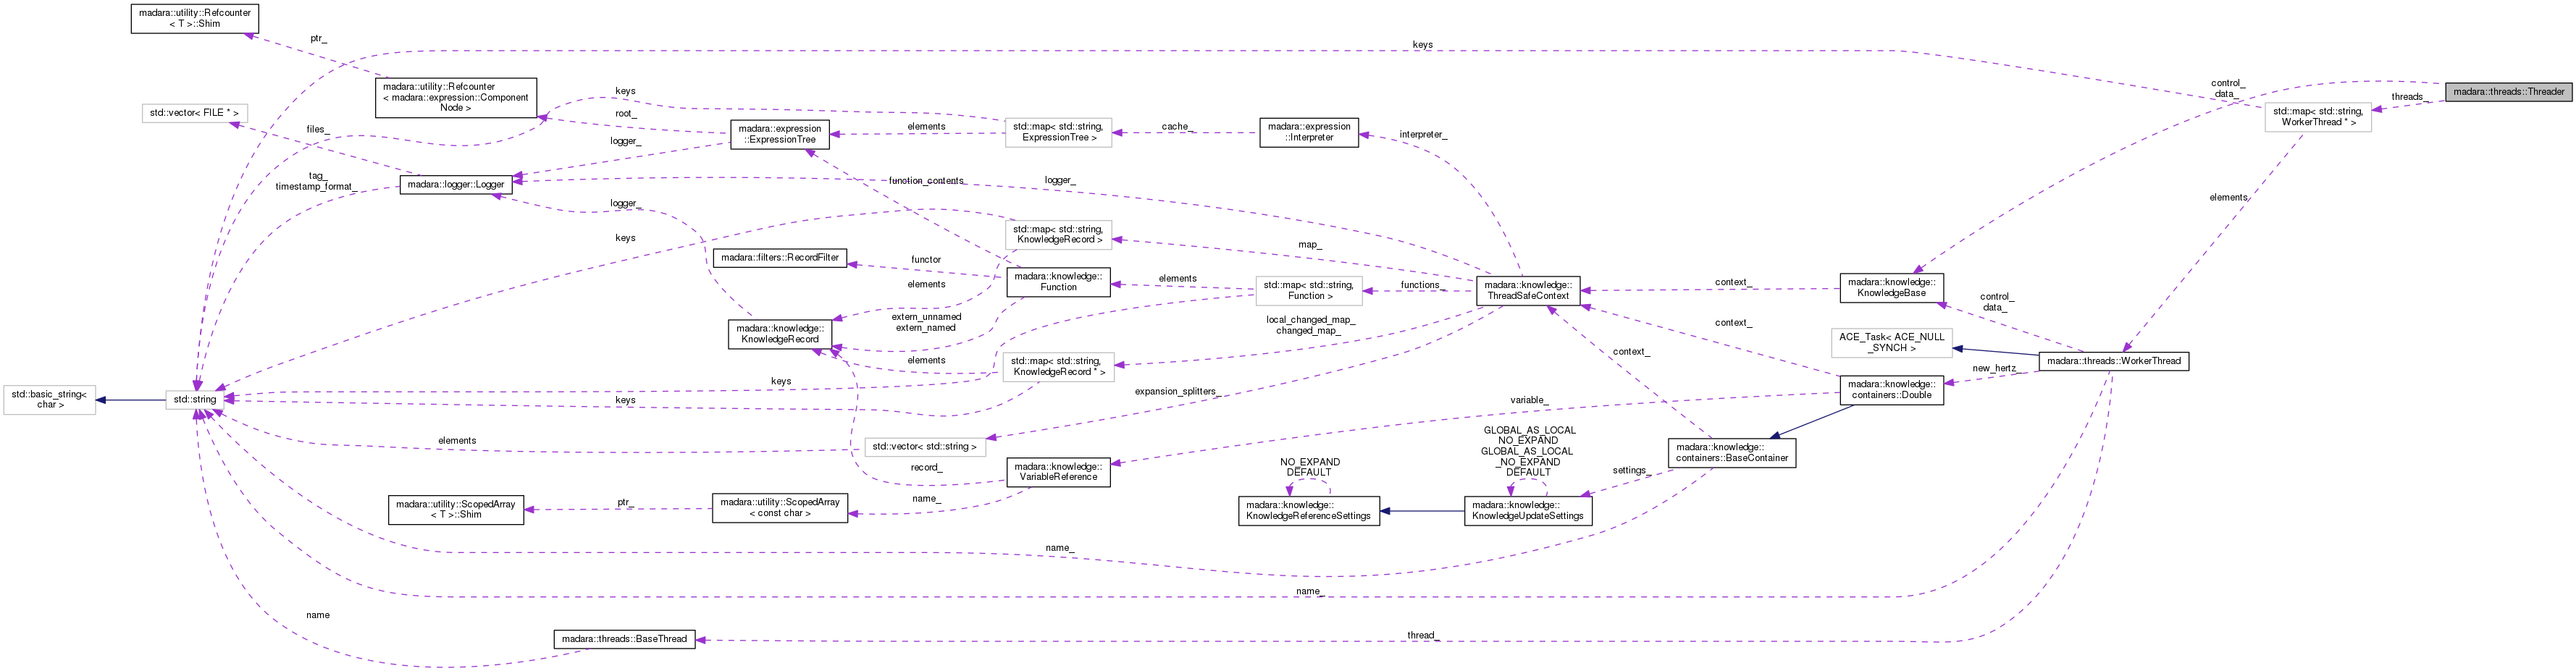 madara::utility::Refcounter
< T >::Shim
ptr_
keys
madara::utility::Refcounter
< madara::expression::Component
Node >
control_
data_
madara::threads::Threader
threads_
std::vector< FILE * >
keys
root_
files_
std::map< std::string,
WorkerThread * >
madara::expression
::ExpressionTree
elements
std::map< std::string,
ExpressionTree >
cache_
madara::expression
::Interpreter
interpreter_
logger_
tag_
timestamp_format_
madara::logger::Logger
function_contents
logger_
elements
logger_
keys
std::map< std::string,
KnowledgeRecord >
map_
madara::filters::RecordFilter
functor
elements
madara::knowledge::
Function
elements
std::map< std::string,
Function >
functions_
madara::knowledge::
ThreadSafeContext
context_
madara::knowledge::
KnowledgeBase
control_
data_
extern_unnamed
extern_named
madara::knowledge::
KnowledgeRecord
local_changed_map_
changed_map_
context_
ACE_Task< ACE_NULL
_SYNCH >
madara::threads::WorkerThread
new_hertz_
elements
std::map< std::string,
KnowledgeRecord * >
context_
keys
keys
expansion_splitters_
variable_
madara::knowledge::
containers::Double
std::basic_string<
char >
std::string
elements
std::vector< std::string >
GLOBAL_AS_LOCAL
NO_EXPAND
GLOBAL_AS_LOCAL
_NO_EXPAND
DEFAULT
madara::knowledge::
containers::BaseContainer
settings_
NO_EXPAND
DEFAULT
record_
madara::knowledge::
VariableReference
name_
madara::utility::ScopedArray
< T >::Shim
ptr_
madara::utility::ScopedArray
< const char >
madara::knowledge::
KnowledgeReferenceSettings
madara::knowledge::
KnowledgeUpdateSettings
name_
name_
name
madara::threads::BaseThread
thread_